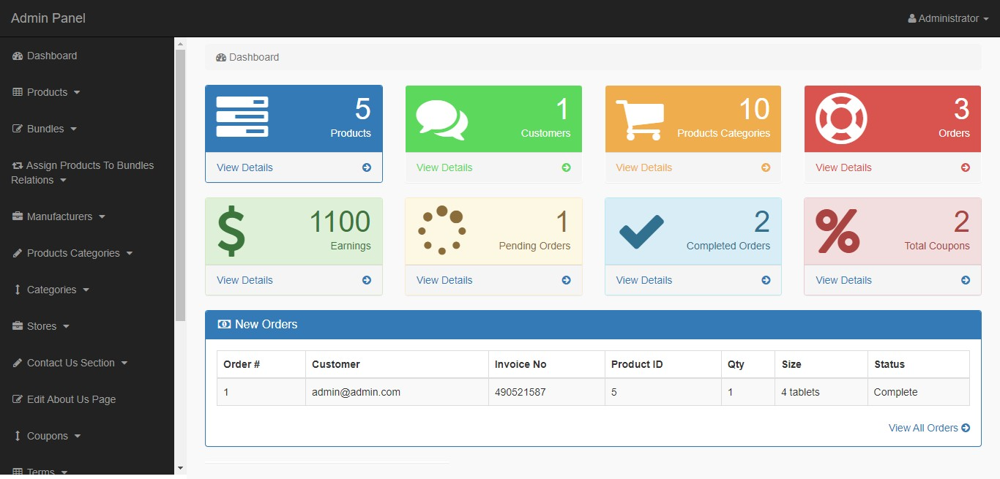 Admin Panel
Administrator
Dashboard
Products
Bundles
Assign Products To Bundles
Relations
Manufacturers
Products Categories
Categories
Stores
Contact Us Section
Edit About Us Page
Coupons
Terms
Dashboard
5
Products
View Details
1
Customers
View Details
10
Products Categories
View Details
3
Orders
View Details
1100
Earnings
View Details
1
Pending Orders
View Details
2
Completed Orders
View Details
2
Total Coupons
View Details
New Orders
Order # Customer Invoice No Product ID Qty Size Status
1 admin@admin.com 490521587 5 1 4 tablets Complete
View All Orders